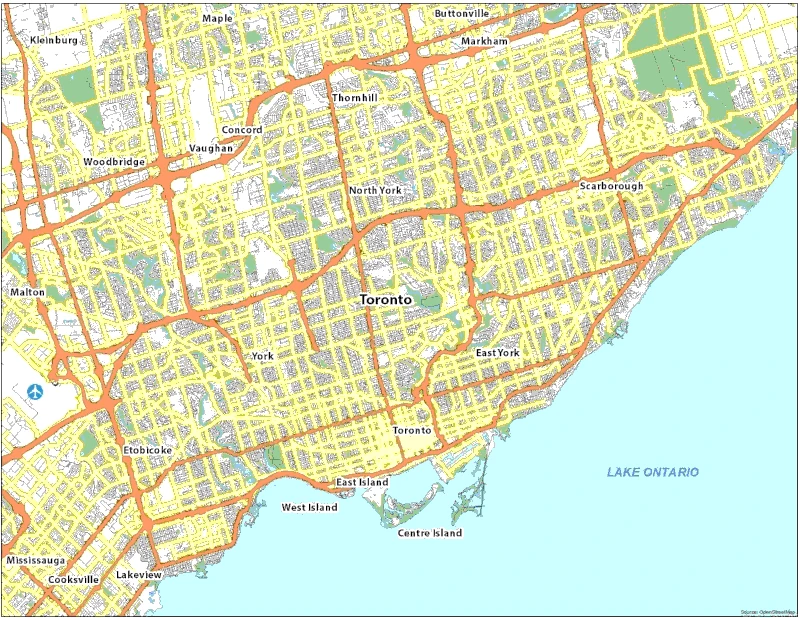 Maple
Buttonville
Kleinburg
Markham
Thornhill
Concord
Vaughan
Woodbridge
North York
Scarborough
Malton
Toronto
York
East York
Toronto
Etobicoke
LAKE ONTARIO
East Island
West Island
Centre Island
Mississauga
Cooksville
Lakeview
Source: OpenStreetMap